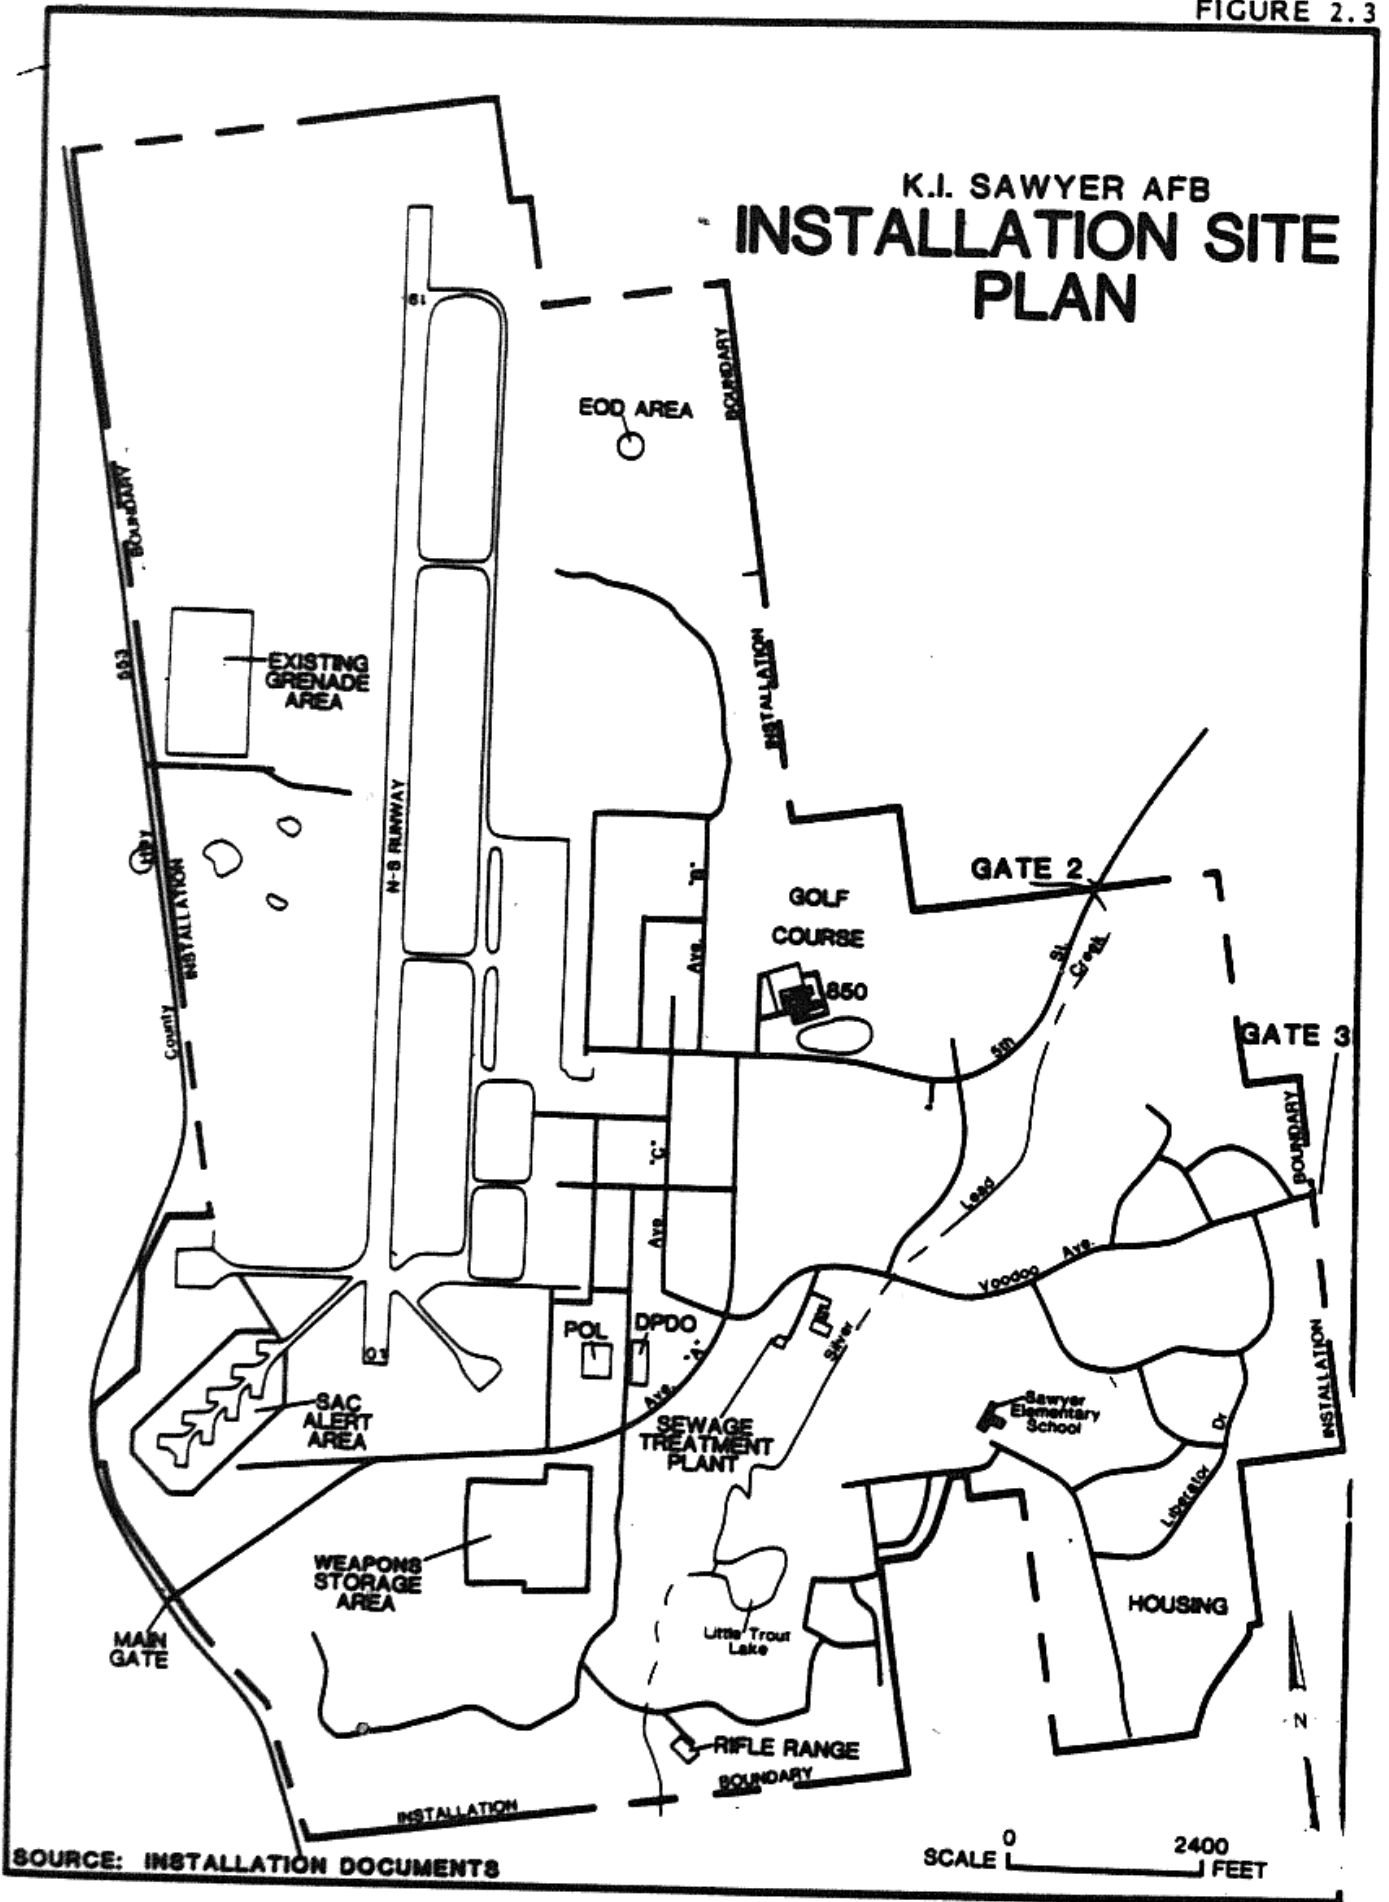 FIGURE 2.3
K.I. SAWYER AFB
INSTALLATION SITE
PLAN
19
EOD AREA
BOUNDARY
BOUNDARY
553
EXISTING
GRENADE
AREA
INSTALLATION
N-S RUNWAY
Hwy
INSTALLATION
County
"B"
Ave.
GOLF
COURSE
850
GATE 2
St.
Creek
5th
GATE 3
BOUNDARY
"C"
Ave.
Lead
Voodoo
Ave.
01
POL
DPDO
"A"
Ave.
Silver
SAC
ALERT
AREA
SEWAGE
TREATMENT
PLANT
Sawyer
Elementary
School
INSTALLATION
Dr
Liberator
WEAPONS
STORAGE
AREA
HOUSING
MAIN
GATE
Little Trout
Lake
N
RIFLE RANGE
BOUNDARY
INSTALLATION
SOURCE: INSTALLATION DOCUMENTS
0
2400
SCALE
FEET